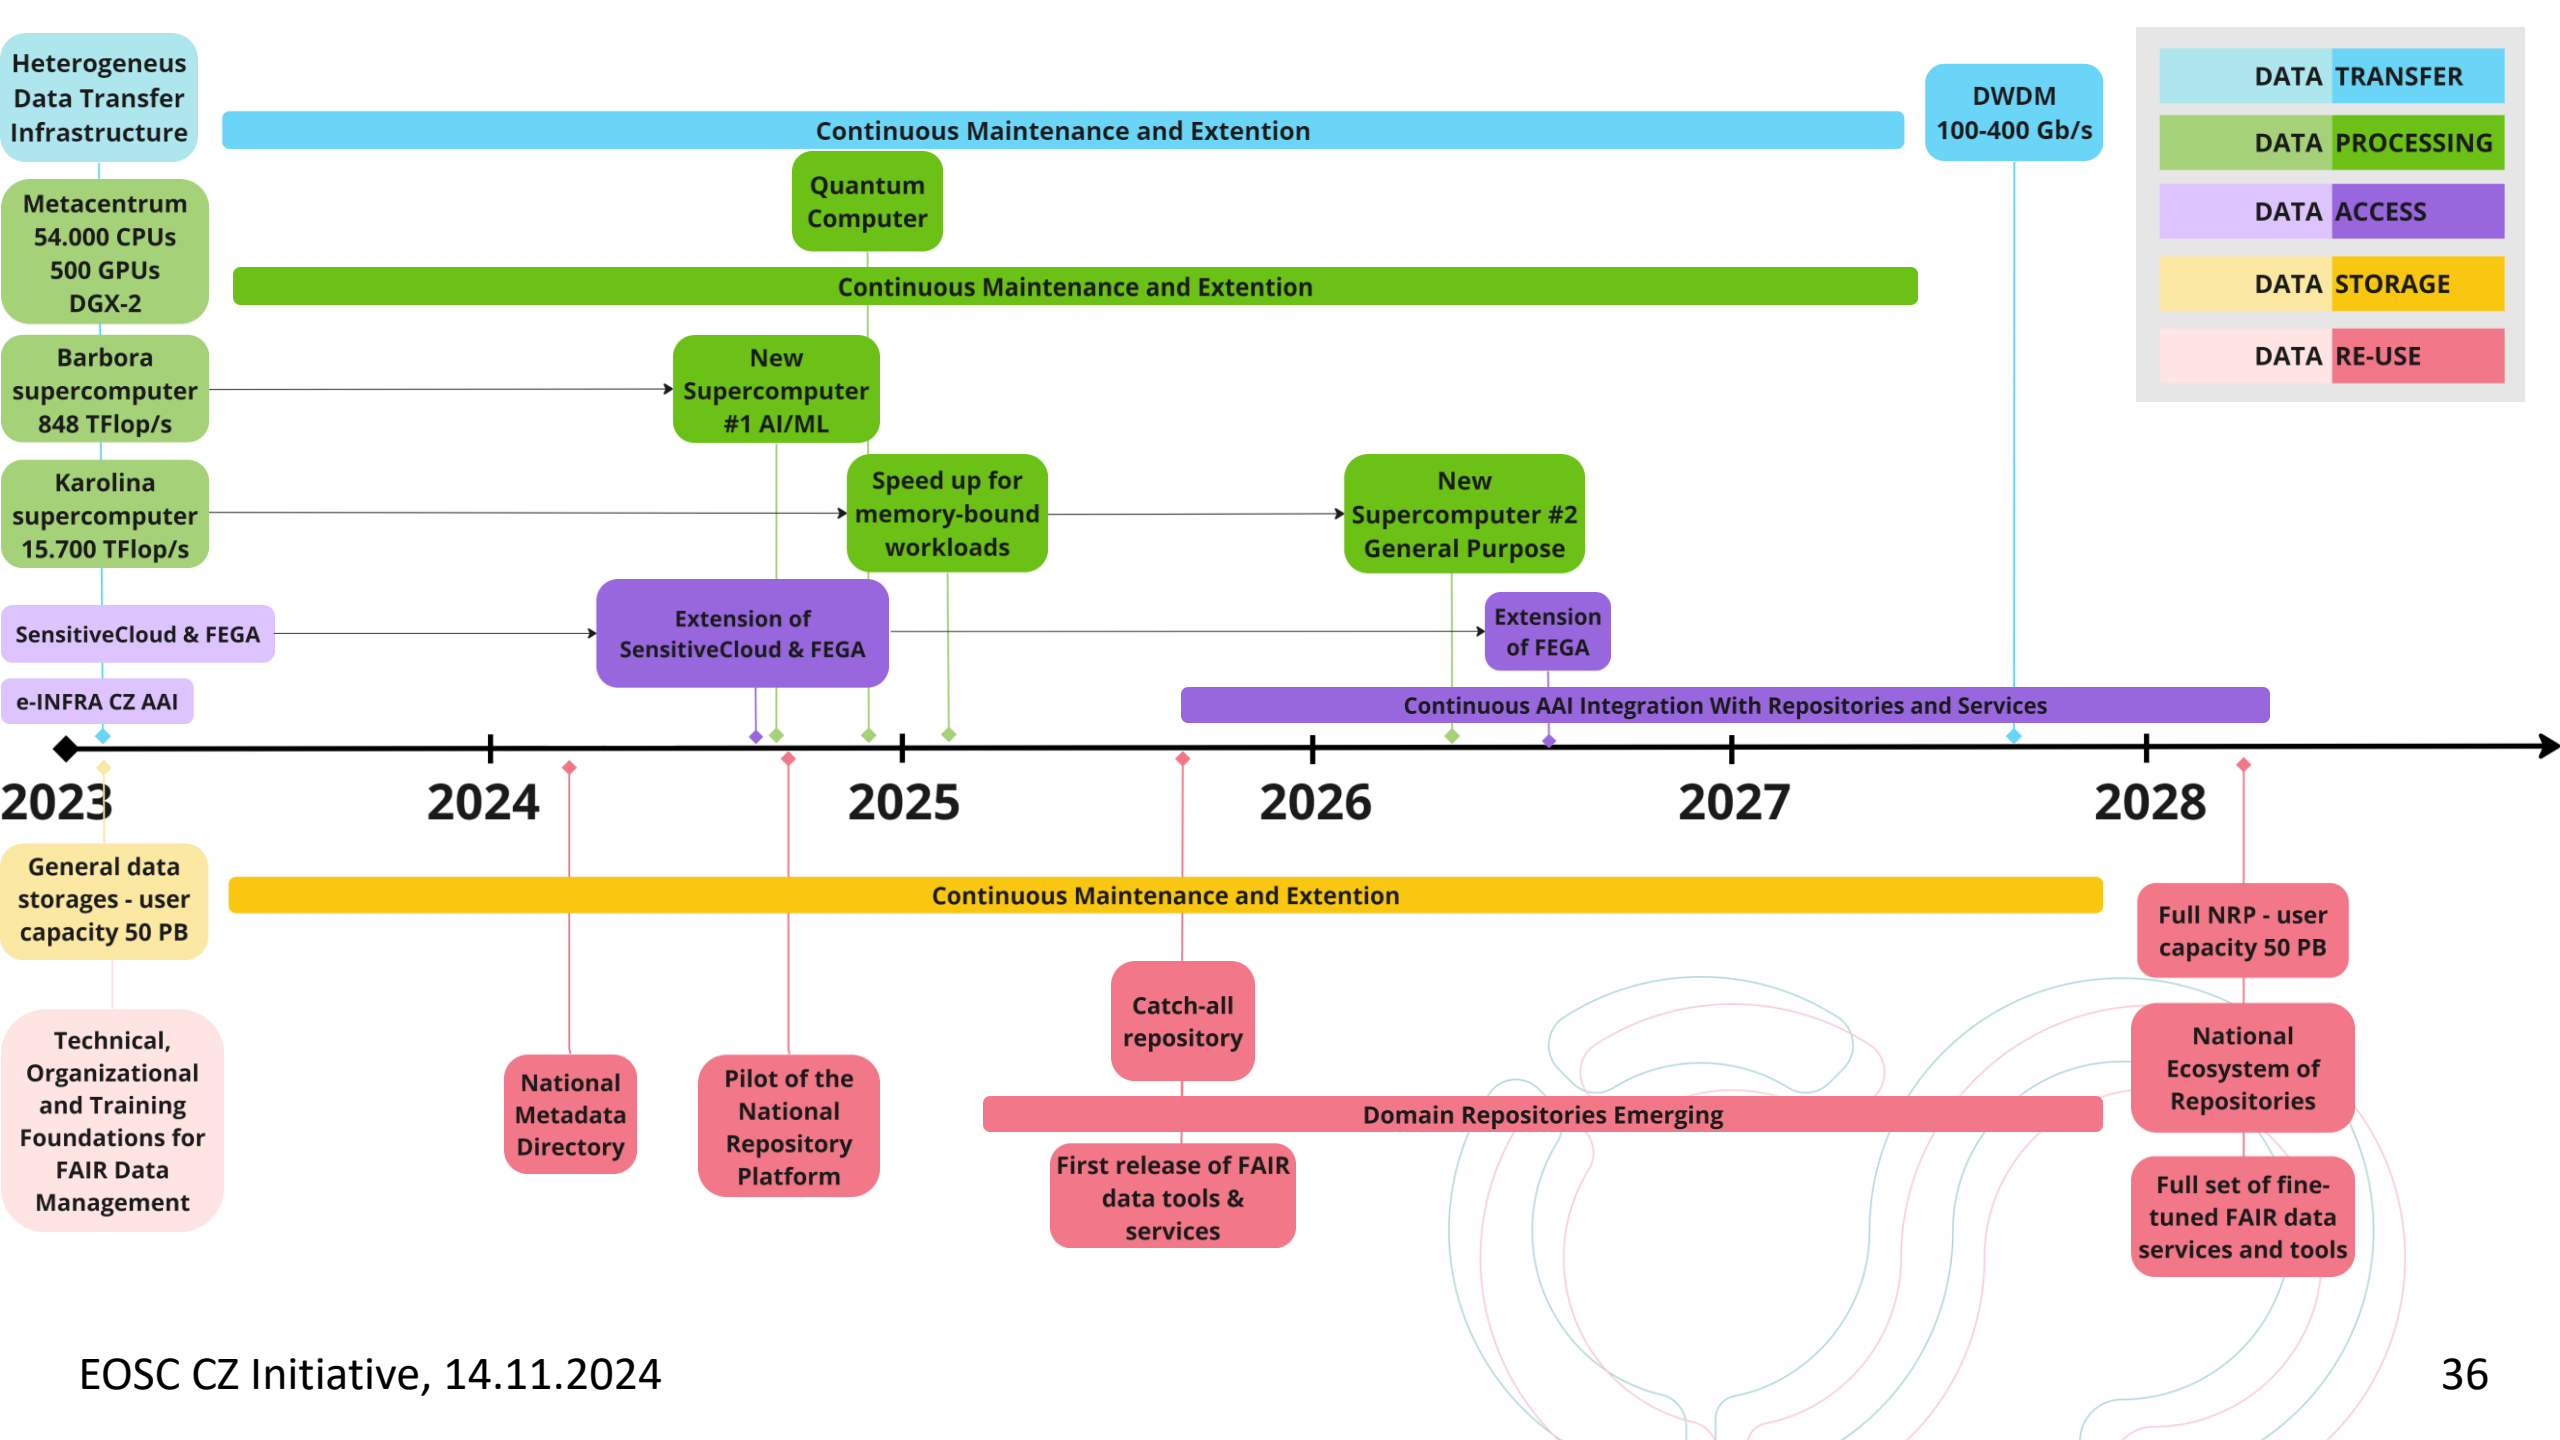 Heterogeneus
Data Transfer
Infrastructure
Continuous Maintenance and Extention
DWDM
100-400 Gb/s
DATA TRANSFER
DATA PROCESSING
DATA ACCESS
DATA STORAGE
DATA RE-USE
Quantum
Computer
Metacentrum
54.000 CPUs
500 GPUs
DGX-2
Continuous Maintenance and Extention
Barbora
supercomputer
848 TFlop/s
New
Supercomputer
#1 AI/ML
Karolina
supercomputer
15.700 TFlop/s
Speed up for
memory-bound
workloads
New
Supercomputer #2
General Purpose
SensitiveCloud & FEGA
Extension of
SensitiveCloud & FEGA
Extension
of FEGA
e-INFRA CZ AAI
Continuous AAI Integration With Repositories and Services
2023
2024
2025
2026
2027
2028
General data
storages - user
capacity 50 PB
Continuous Maintenance and Extention
Full NRP - user
capacity 50 PB
Catch-all
repository
Technical,
Organizational
and Training
Foundations for
FAIR Data
Management
National
Metadata
Directory
Pilot of the
National
Repository
Platform
National
Ecosystem of
Repositories
Domain Repositories Emerging
First release of FAIR
data tools &
services
Full set of fine-
tuned FAIR data
services and tools
EOSC CZ Initiative, 14.11.2024
36